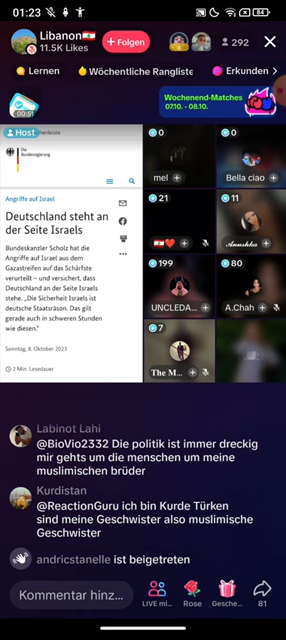 01:23
84
Libanon🇱🇧
11.5K Likes
+ Folgen
292
Lernen
Wöchentliche Rangliste
Erkunden
00:51
Wochenend-Matches
07.10. - 08.10.
Host
Die
Bundesregierung
Angriffe auf Israel
Deutschland steht an
der Seite Israels
Bundeskanzler Scholz hat die
Angriffe auf Israel aus dem
Gazastreifen auf das Schärfste
verurteilt – und versichert, dass
Deutschland an der Seite Israels
stehe. „Die Sicherheit Israels ist
deutsche Staatsräson. Das gilt
gerade auch in schweren Stunden
wie diesen."
Sonntag, 8. Oktober 2023
2 Min. Lesedauer
0
mel
0
Bella ciao
21
🇱🇧❤️
11
Anushka
199
UNCLEDA...
80
A.Chah
7
The M...
Labinot Lahi
@BioVio2332 Die politik ist immer dreckig
mir gehts um die menschen um meine
muslimischen brüder
Kurdistan
@ReactionGuru ich bin Kurde Türken
sind meine Geschwister also muslimische
Geschwister
andricstanelle ist beigetreten
Kommentar hinz...
LIVE mi...
Rose
Gesche...
81